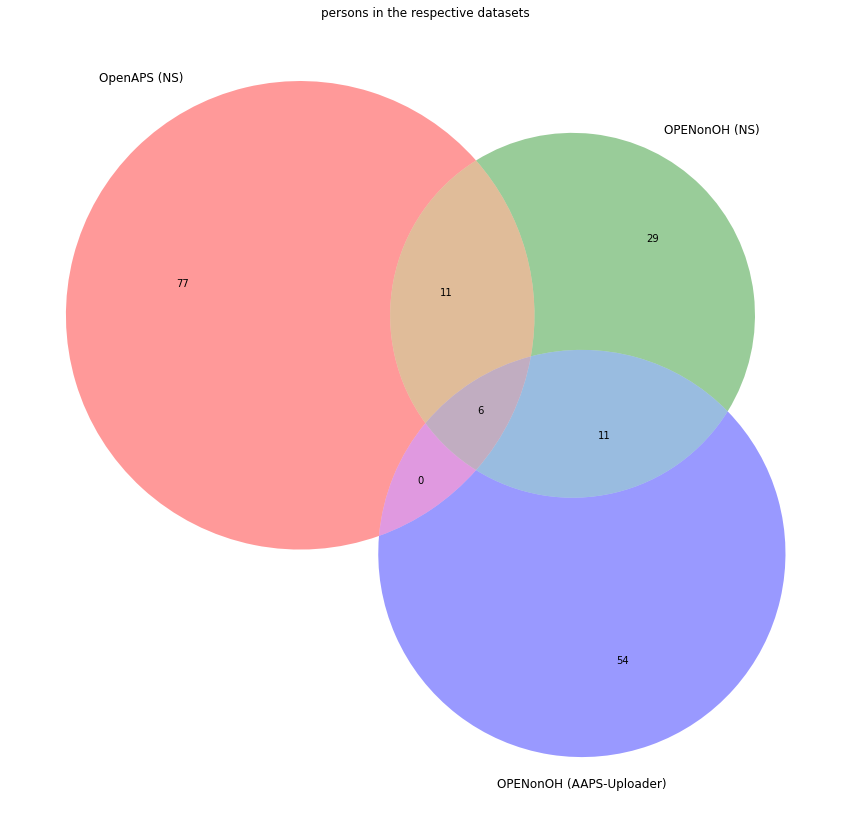 persons in the respective datasets
OpenAPS (NS)
OPENonOH (NS)
29
77
11
6
11
0
54
OPENonOH (AAPS-Uploader)